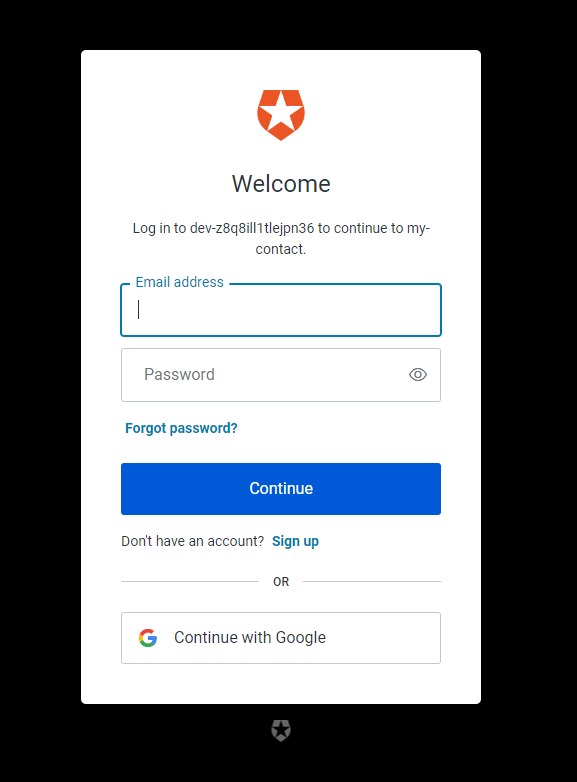 Welcome
Log in to dev-z8q8ill1tlejpn36 to continue to my-
contact.
Email address
Password
Forgot password?
Continue
Don't have an account? Sign up
OR
Continue with Google